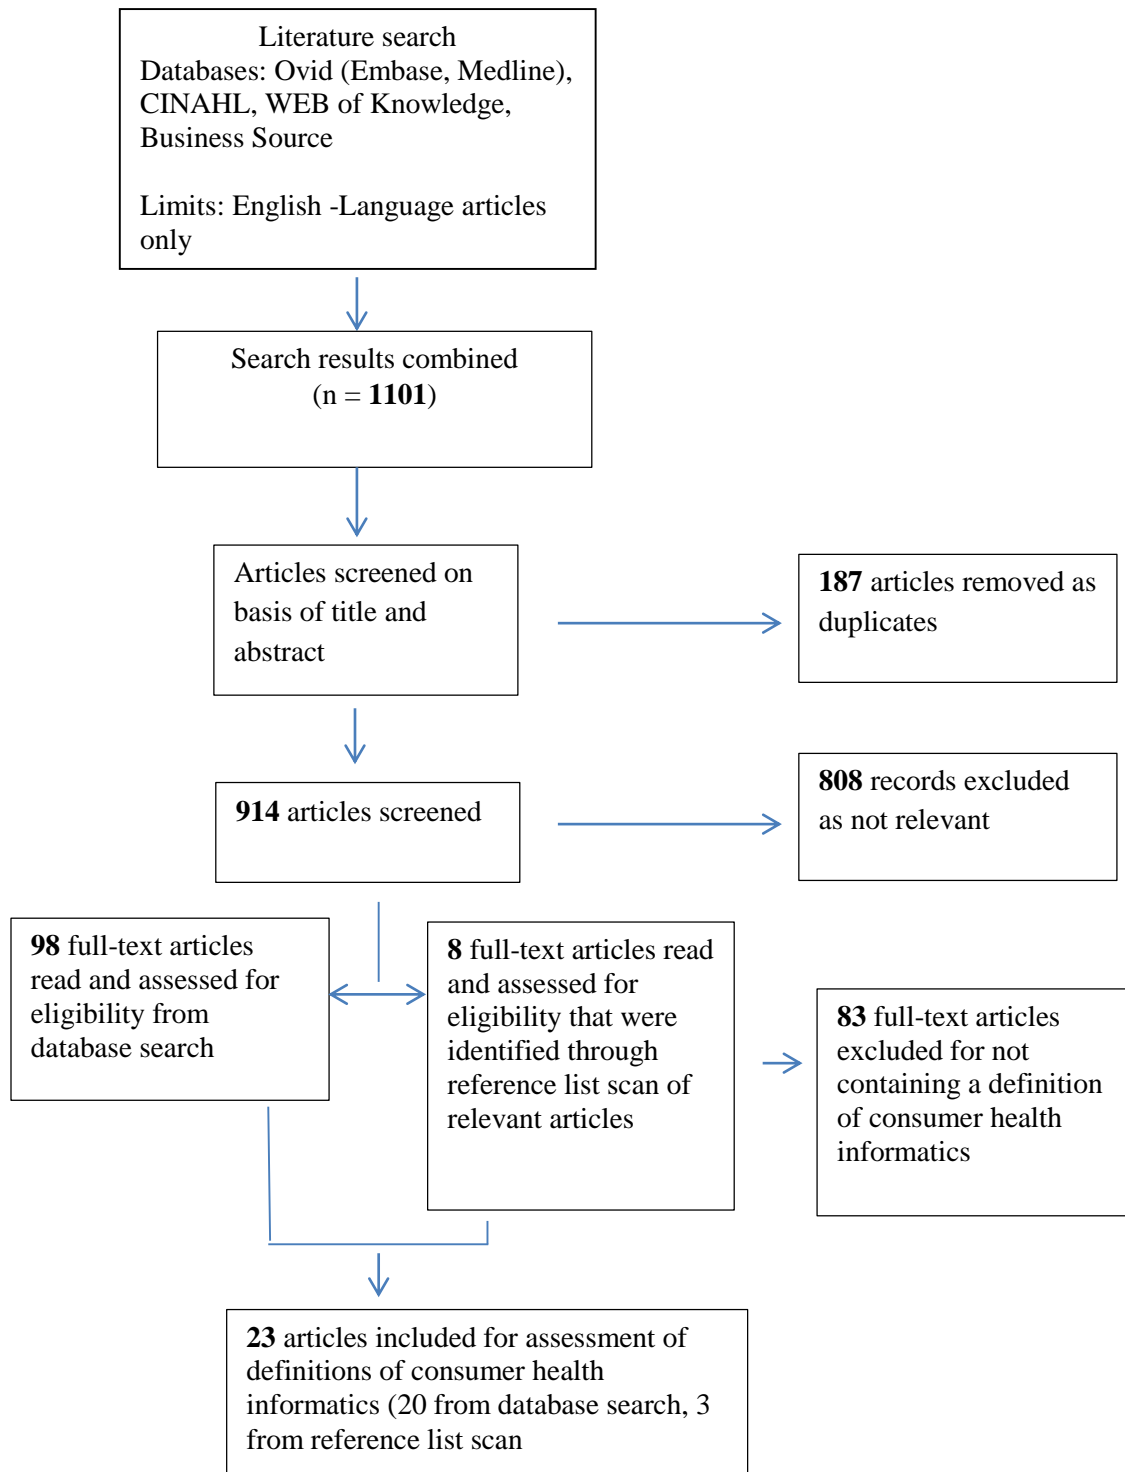 Literature search
Databases: Ovid (Embase, Medline),
CINAHL, WEB of Knowledge,
Business Source
Limits: English -Language articles
only
Search results combined
(n = 1101)
Articles screened on
basis of title and
abstract
187 articles removed as
duplicates
914 articles screened
808 records excluded
as not relevant
98 full-text articles
read and assessed for
eligibility from
database search
8 full-text articles read
and assessed for
eligibility that were
identified through
reference list scan of
relevant articles
83 full-text articles
excluded for not
containing a definition
of consumer health
informatics
23 articles included for assessment of
definitions of consumer health
informatics (20 from database search, 3
from reference list scan